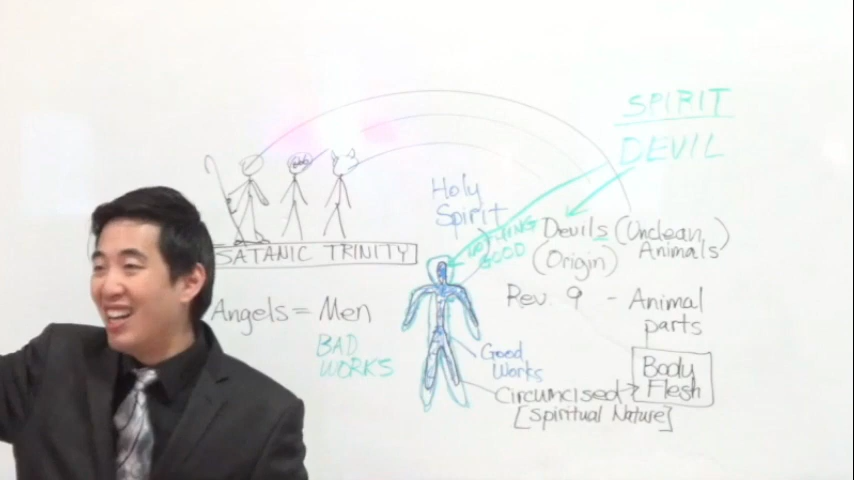 SPIRIT
DEVIL
Holy
Spirit
NOTHING
GOOD
Devils (Unclean
Animals)
(Origin)
SATANIC TRINITY
Rev. 9 - Animal
parts
Angels = Men
BAD
WORKS
Good
Works
Body
Flesh
Circumcised
[spiritual Nature]